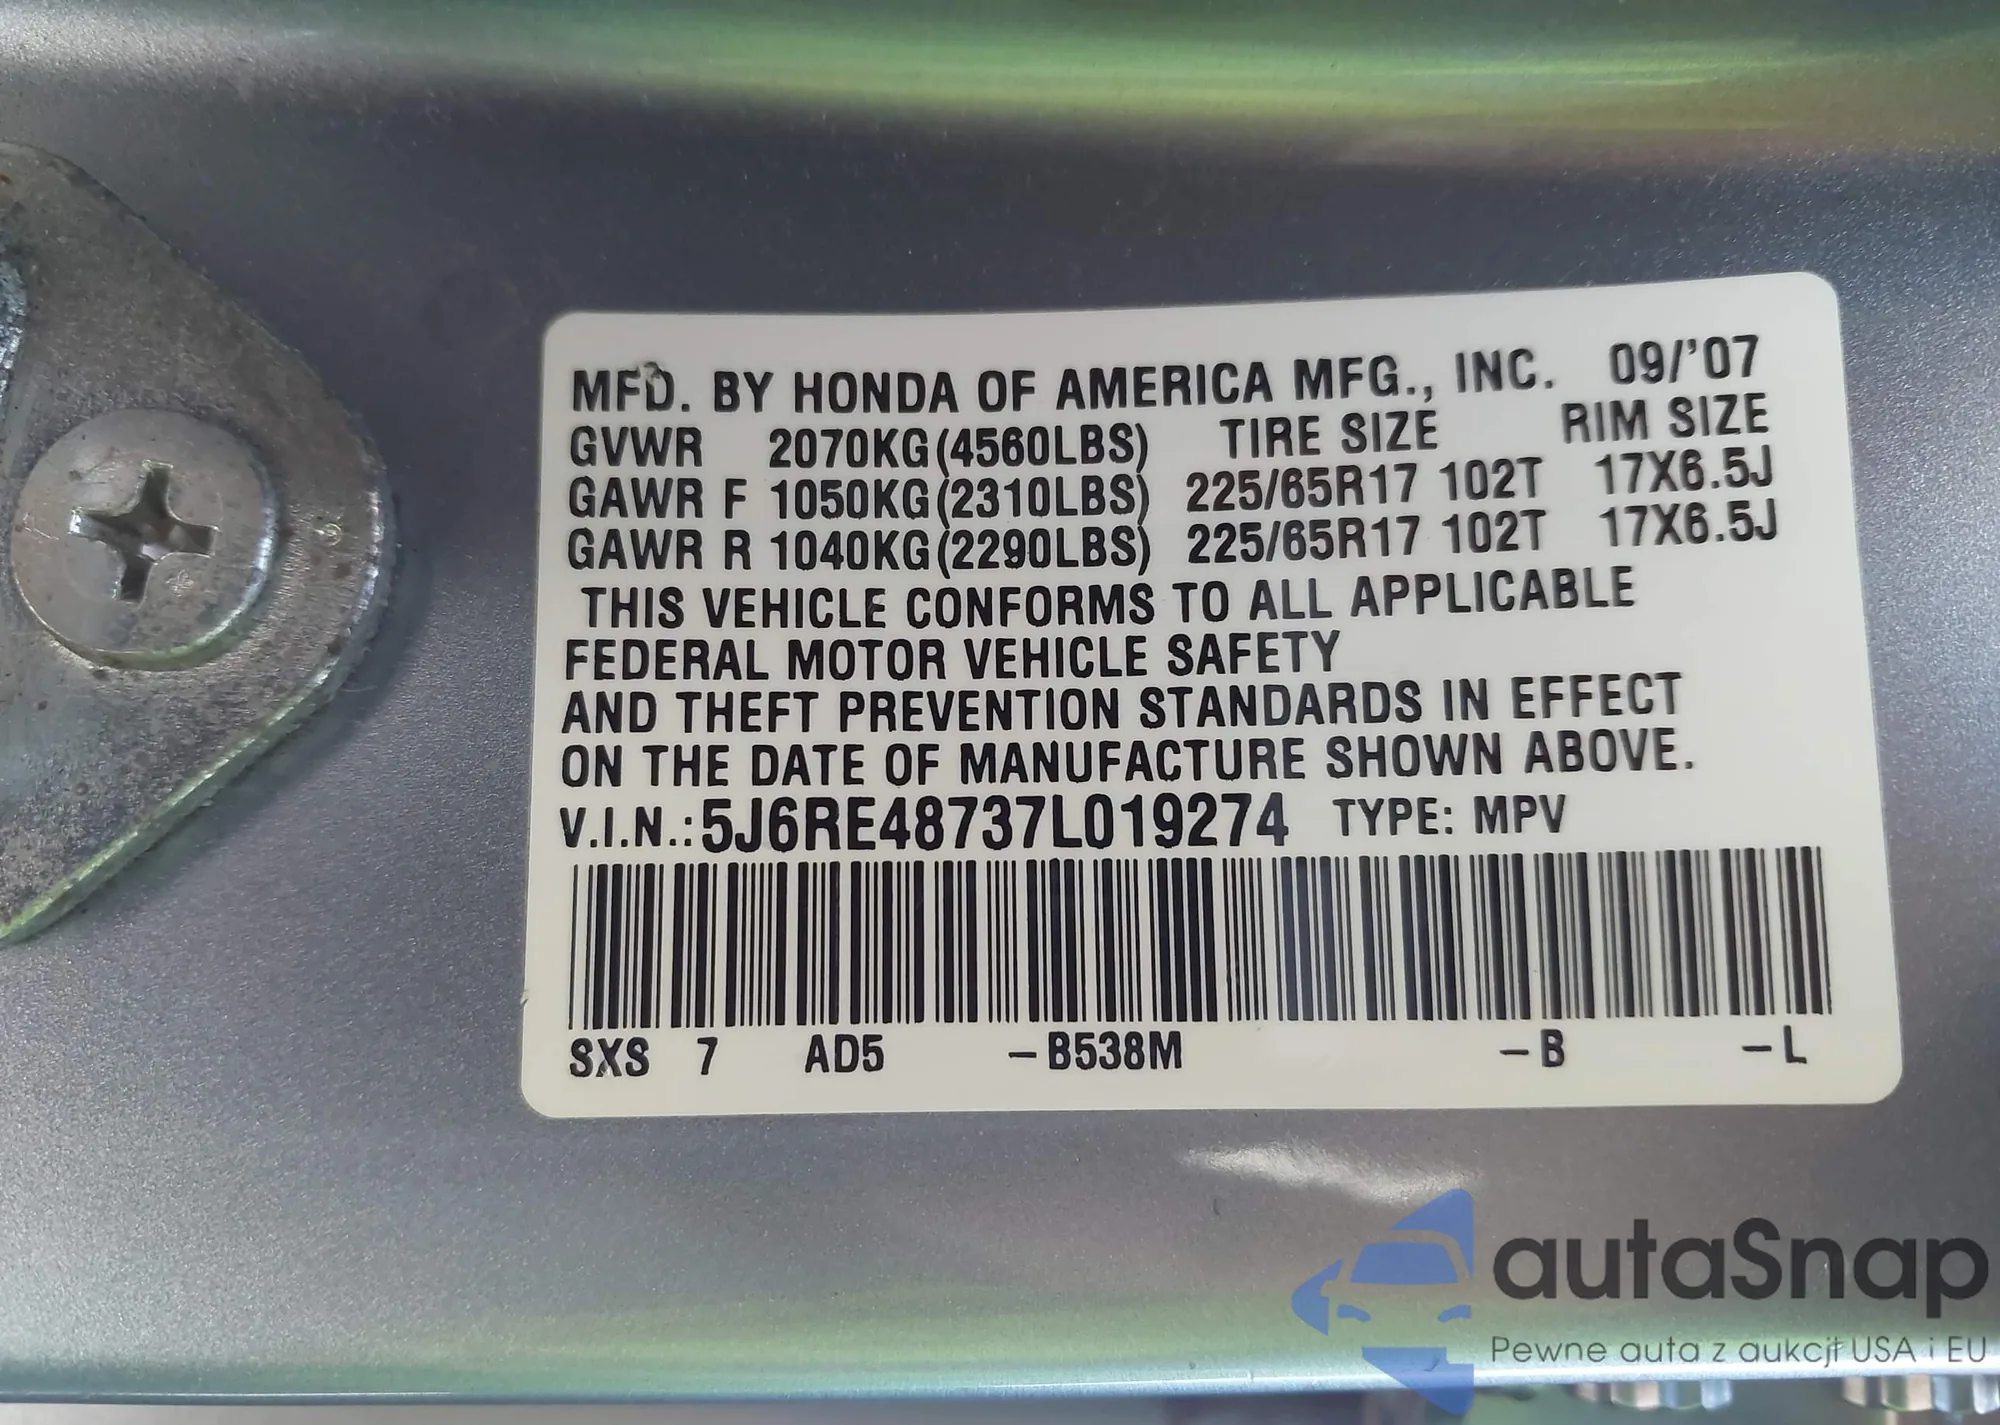 MFD. BY HONDA OF AMERICA MFG., INC. 09/'07
GVWR 2070KG(4560LBS) TIRE SIZE RIM SIZE
GAWR F 1050KG(2310LBS) 225/65R17 102T 17X6.5J
GAWR R 1040KG(2290LBS) 225/65R17 102T 17X6.5J
THIS VEHICLE CONFORMS TO ALL APPLICABLE
FEDERAL MOTOR VEHICLE SAFETY
AND THEFT PREVENTION STANDARDS IN EFFECT
ON THE DATE OF MANUFACTURE SHOWN ABOVE.
V.I.N.: 5J6RE48737L019274 TYPE: MPV
SXS 7 AD5 –B538M –B –L
autaSnap
Pewne auta z aukcji USA i EU